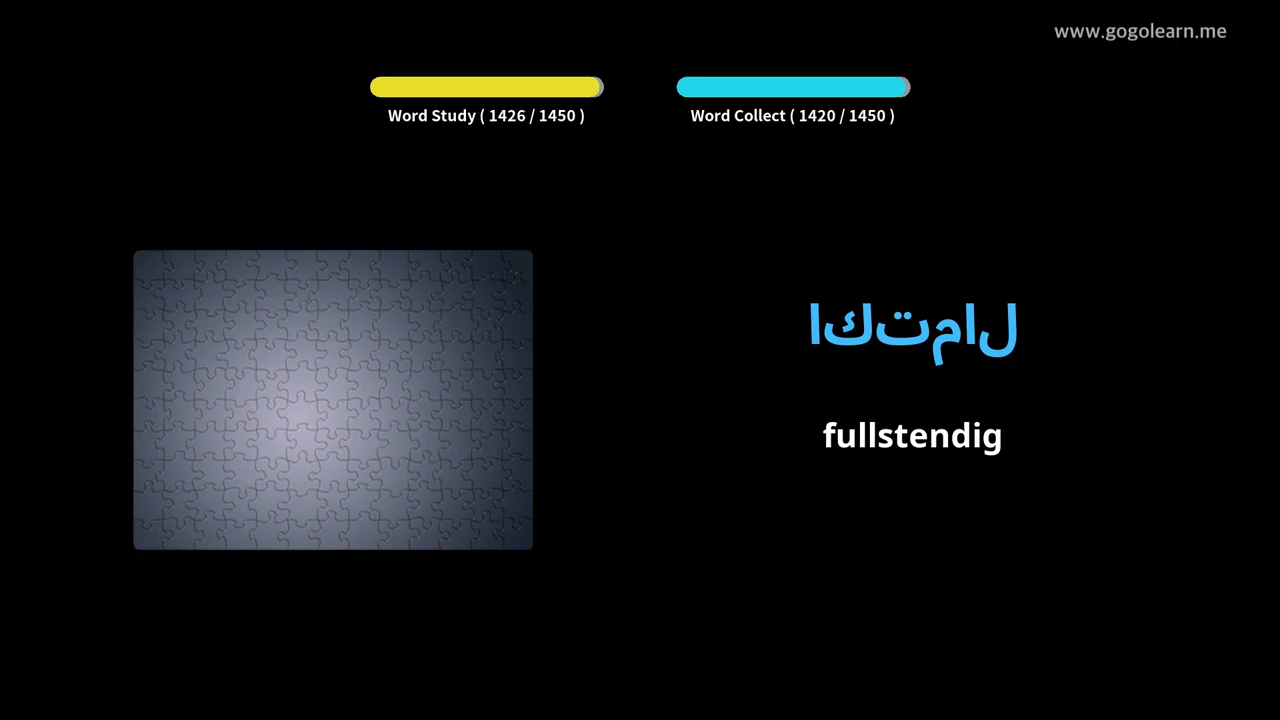 www.gogolearn.me
Word Study ( 1426 / 1450 )
Word Collect ( 1420 / 1450 )
اكتمال
fullstendig